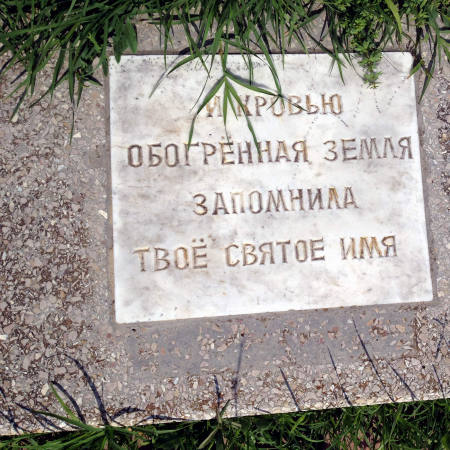 И КРОВЬЮ
ОБОГРЕННАЯ ЗЕМЛЯ
ЗАПОМНИЛА
ТВОЁ СВЯТОЕ ИМЯ